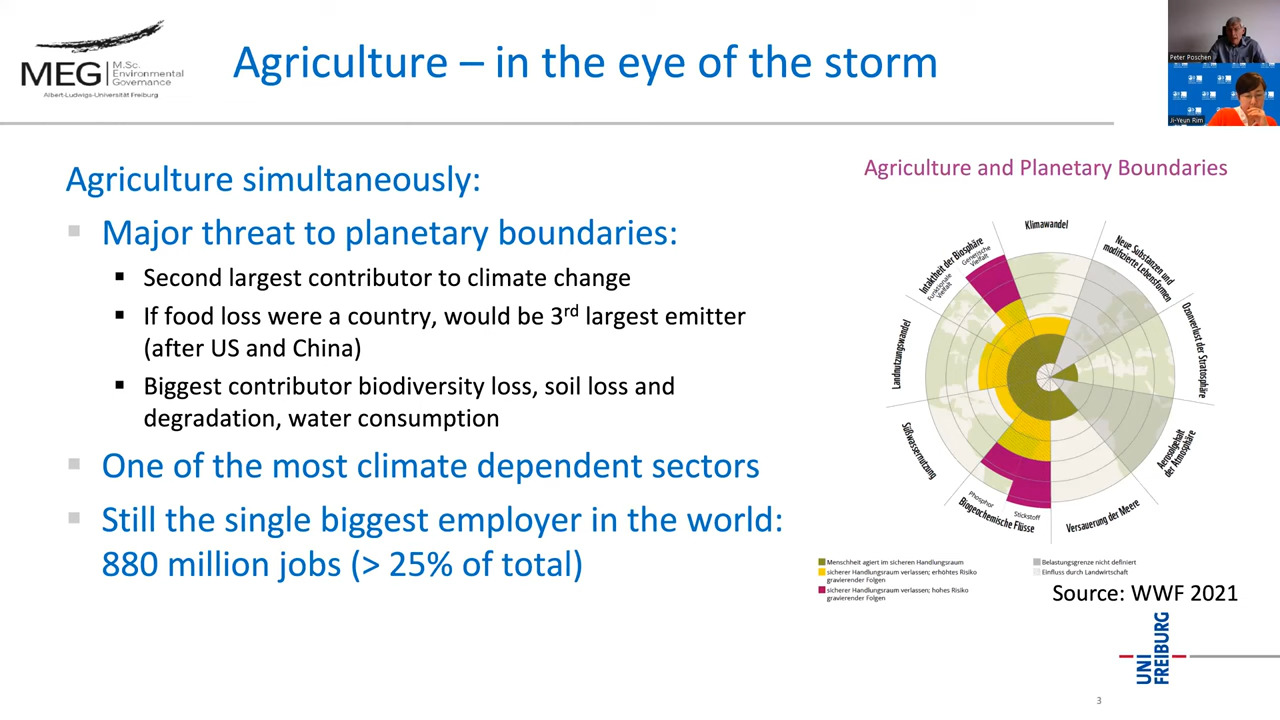 MEG
M.Sc.
Environmental
Governance
Albert-Ludwigs-Universität Freiburg
Agriculture – in the eye of the storm
Peter Poschen
Ji-Yeun Rim
Agriculture simultaneously:
Major threat to planetary boundaries:
Second largest contributor to climate change
If food loss were a country, would be 3rd largest emitter
(after US and China)
Biggest contributor biodiversity loss, soil loss and
degradation, water consumption
One of the most climate dependent sectors
Still the single biggest employer in the world:
880 million jobs (> 25% of total)
Agriculture and Planetary Boundaries
Klimawandel
Neue Substanzen und
modifizierte Lebensformen
Ozonverlust der Stratosphäre
Aerosolgehalt
der Atmosphäre
Versauerung der Meere
Biogeochemische Flüsse
Phosphor
Stickstoff
Süßwassernutzung
Landnutzungswandel
Intaktheit der Biosphäre
Funktionale
Vielfalt
Genetische
Vielfalt
Menschheit agiert im sicheren Handlungsraum
sicherer Handlungsraum verlassen; erhöhtes Risiko
gravierender Folgen
sicherer Handlungsraum verlassen; hohes Risiko
gravierender Folgen
Belastungsgrenze nicht definiert
Einfluss durch Landwirtschaft
Source: WWF 2021
UNI
FREIBURG
3